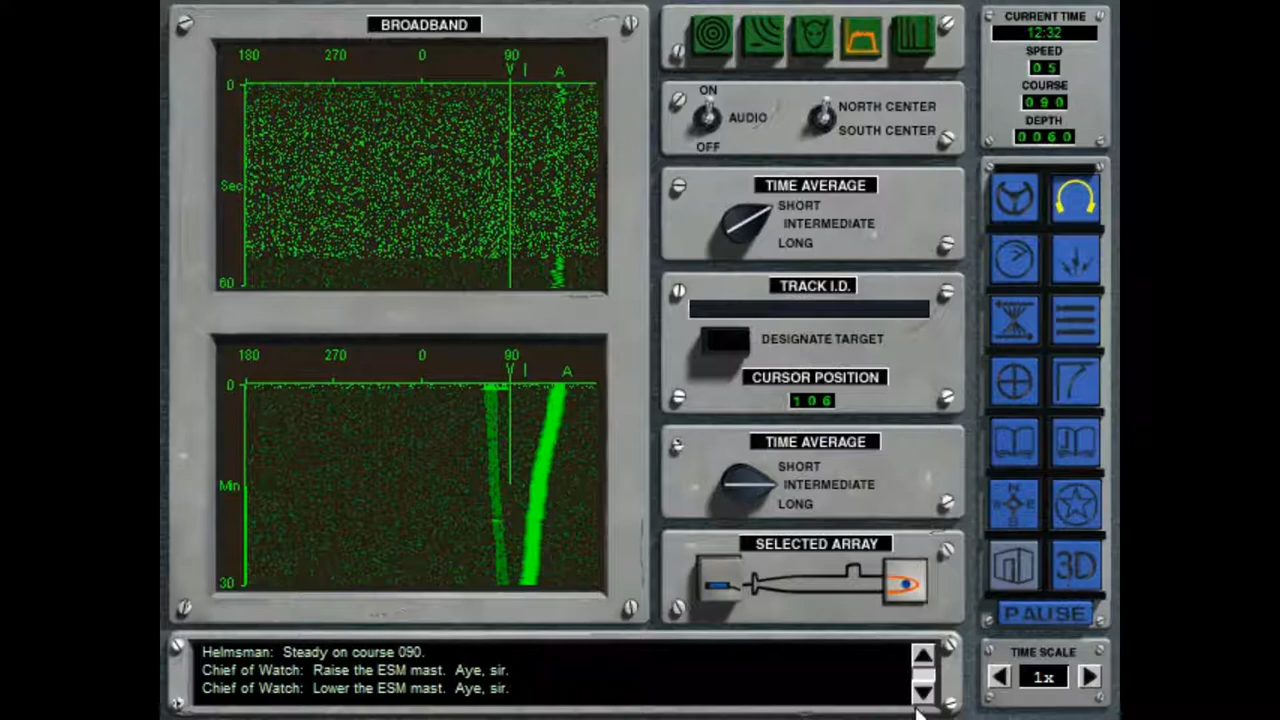 BROADBAND
180 270 0 90
V I A
0
Sec
60
180 270 0 90
V I A
0
Min
30
ON
AUDIO
OFF
NORTH CENTER
SOUTH CENTER
TIME AVERAGE
SHORT
INTERMEDIATE
LONG
TRACK I.D.
DESIGNATE TARGET
CURSOR POSITION
106
TIME AVERAGE
SHORT
INTERMEDIATE
LONG
SELECTED ARRAY
CURRENT TIME
12:32
SPEED
05
COURSE
090
DEPTH
0060
N
W E
S
3D
PAUSE
TIME SCALE
1x
Helmsman: Steady on course 090.
Chief of Watch: Raise the ESM mast. Aye, sir.
Chief of Watch: Lower the ESM mast. Aye, sir.